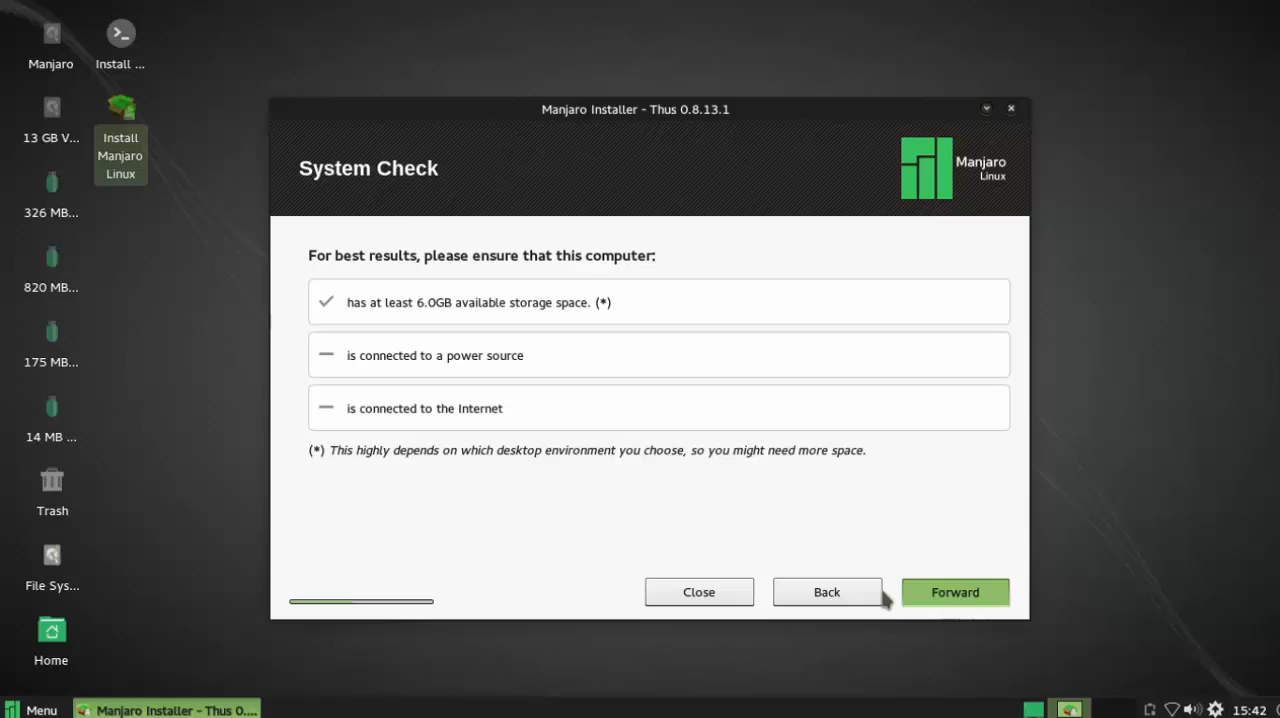 Manjaro
Install ...
13 GB V...
Install
Manjaro
Linux
326 MB...
820 MB...
175 MB...
14 MB ...
Trash
File Sys...
Home
Manjaro Installer - Thus 0.8.13.1
System Check
Manjaro
Linux
For best results, please ensure that this computer:
has at least 6.0GB available storage space. (*)
is connected to a power source
is connected to the Internet
(*) This highly depends on which desktop environment you choose, so you might need more space.
Close
Back
Forward
Menu
Manjaro Installer - Thus 0....
15:42